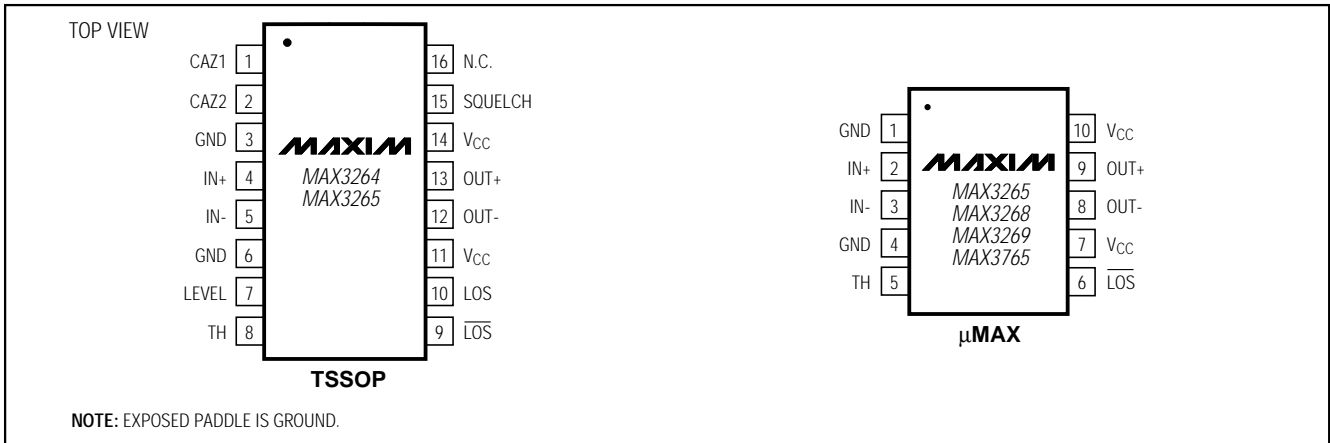 TOP VIEW
CAZ1 1
CAZ2 2
GND 3
IN+ 4
IN- 5
GND 6
LEVEL 7
TH 8
MAXIM
MAX3264
MAX3265
16 N.C.
15 SQUELCH
14 VCC
13 OUT+
12 OUT-
11 VCC
10 LOS
9 L̅O̅S̅
TSSOP
GND 1
IN+ 2
IN- 3
GND 4
TH 5
MAXIM
MAX3265
MAX3268
MAX3269
MAX3765
10 VCC
9 OUT+
8 OUT-
7 VCC
6 L̅O̅S̅
µMAX
NOTE: EXPOSED PADDLE IS GROUND.